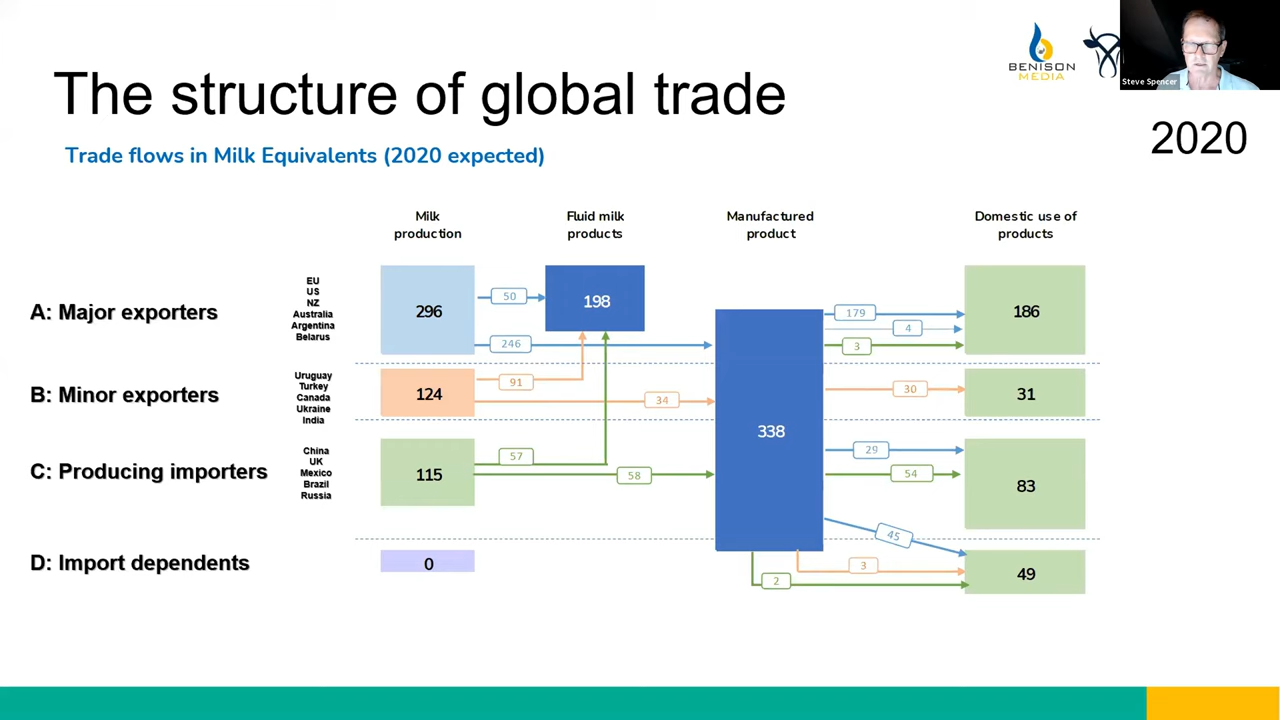 BENISON
MEDIA
Steve Spencer
The structure of global trade
2020
Trade flows in Milk Equivalents (2020 expected)
Milk
production
Fluid milk
products
Manufactured
product
Domestic use of
products
A: Major exporters
EU
US
NZ
Australia
Argentina
Belarus
296
50
198
246
179
4
3
186
B: Minor exporters
Uruguay
Turkey
Canada
Ukraine
India
124
91
34
30
31
338
C: Producing importers
China
UK
Mexico
Brazil
Russia
115
57
58
29
54
83
D: Import dependents
0
45
3
2
49